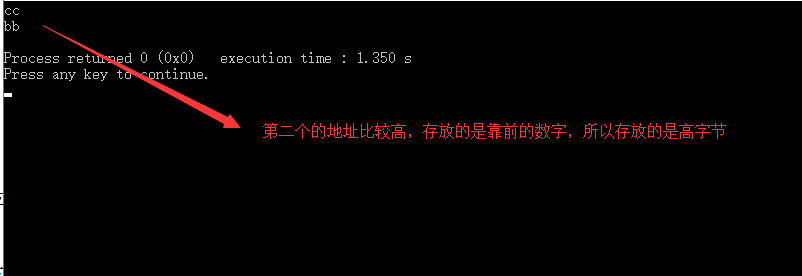 cc
bb
Process returned 0 (0x0)   execution time : 1.350 s
Press any key to continue.
第二个的地址比较高，存放的是靠前的数字，所以存放的是高字节